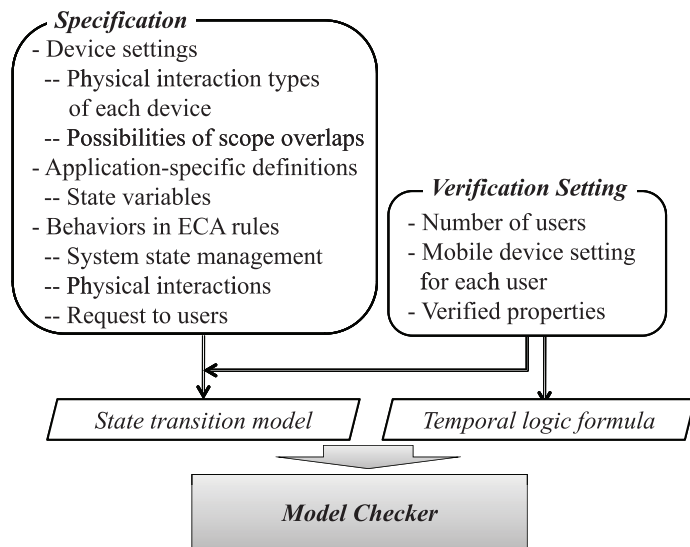 Specification
- Device settings
-- Physical interaction types
of each device
-- Possibilities of scope overlaps
- Application-specific definitions
-- State variables
- Behaviors in ECA rules
-- System state management
-- Physical interactions
-- Request to users
Verification Setting
- Number of users
- Mobile device setting
for each user
- Verified properties
State transition model
Temporal logic formula
Model Checker